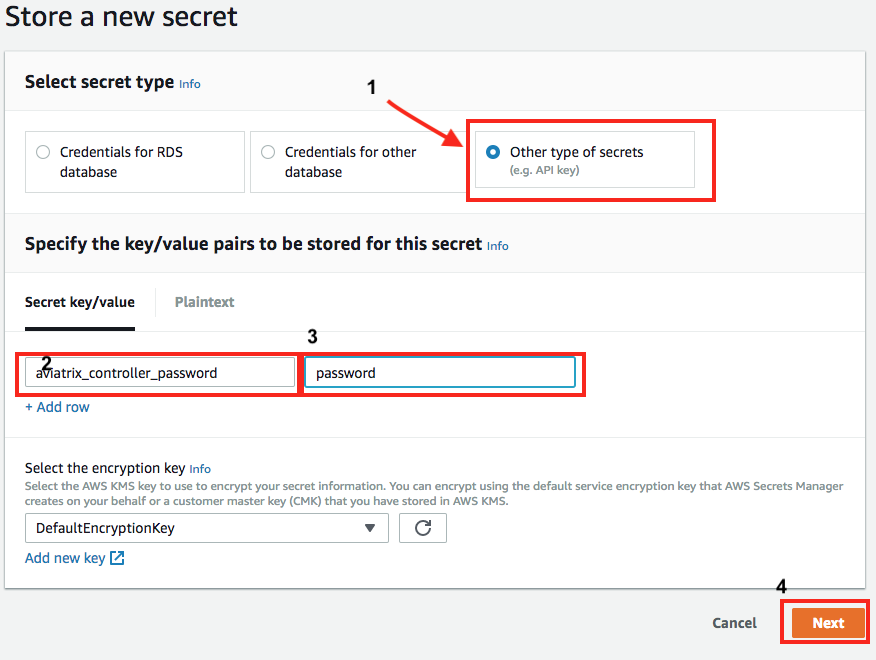 Store a new secret
Select secret type Info
1
Credentials for RDS
database
Credentials for other
database
Other type of secrets
(e.g. API key)
Specify the key/value pairs to be stored for this secret Info
Secret key/value
Plaintext
3
2
aviatrix_controller_password
password
+ Add row
Select the encryption key Info
Select the AWS KMS key to use to encrypt your secret information. You can encrypt using the default service encryption key that AWS Secrets Manager
creates on your behalf or a customer master key (CMK) that you have stored in AWS KMS.
DefaultEncryptionKey
Add new key
4
Cancel
Next